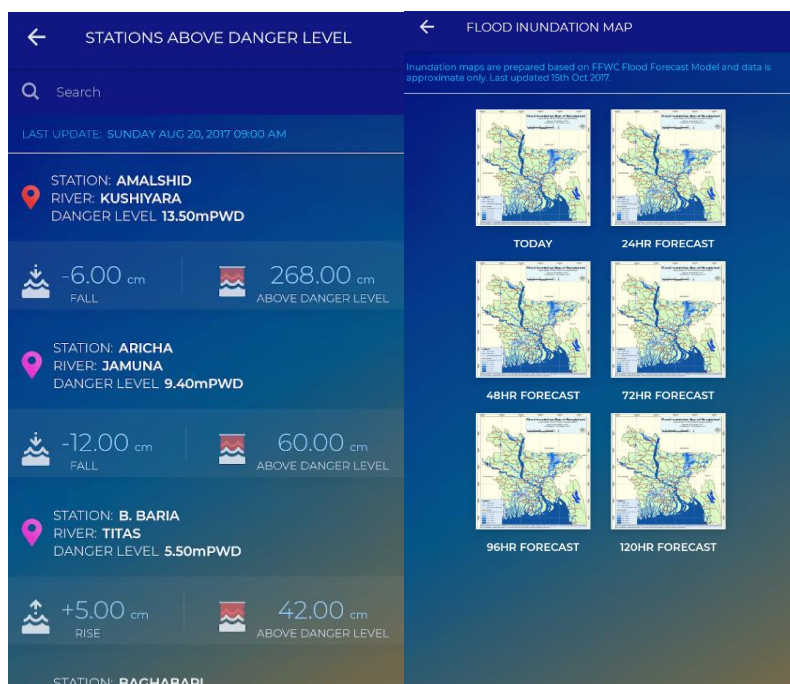 STATIONS ABOVE DANGER LEVEL
Search
LAST UPDATE: SUNDAY AUG 20, 2017 09:00 AM
STATION: AMALSHID
RIVER: KUSHIYARA
DANGER LEVEL 13.50mPWD
-6.00 cm
FALL
268.00 cm
ABOVE DANGER LEVEL
STATION: ARICHA
RIVER: JAMUNA
DANGER LEVEL 9.40mPWD
-12.00 cm
FALL
60.00 cm
ABOVE DANGER LEVEL
STATION: B. BARIA
RIVER: TITAS
DANGER LEVEL 5.50mPWD
+5.00 cm
RISE
42.00 cm
ABOVE DANGER LEVEL
STATION: BAGHABARI
FLOOD INUNDATION MAP
Inundation maps are prepared based on FFWC Flood Forecast Model and data is
approximate only. Last updated 15th Oct 2017.
TODAY
24HR FORECAST
48HR FORECAST
72HR FORECAST
96HR FORECAST
120HR FORECAST